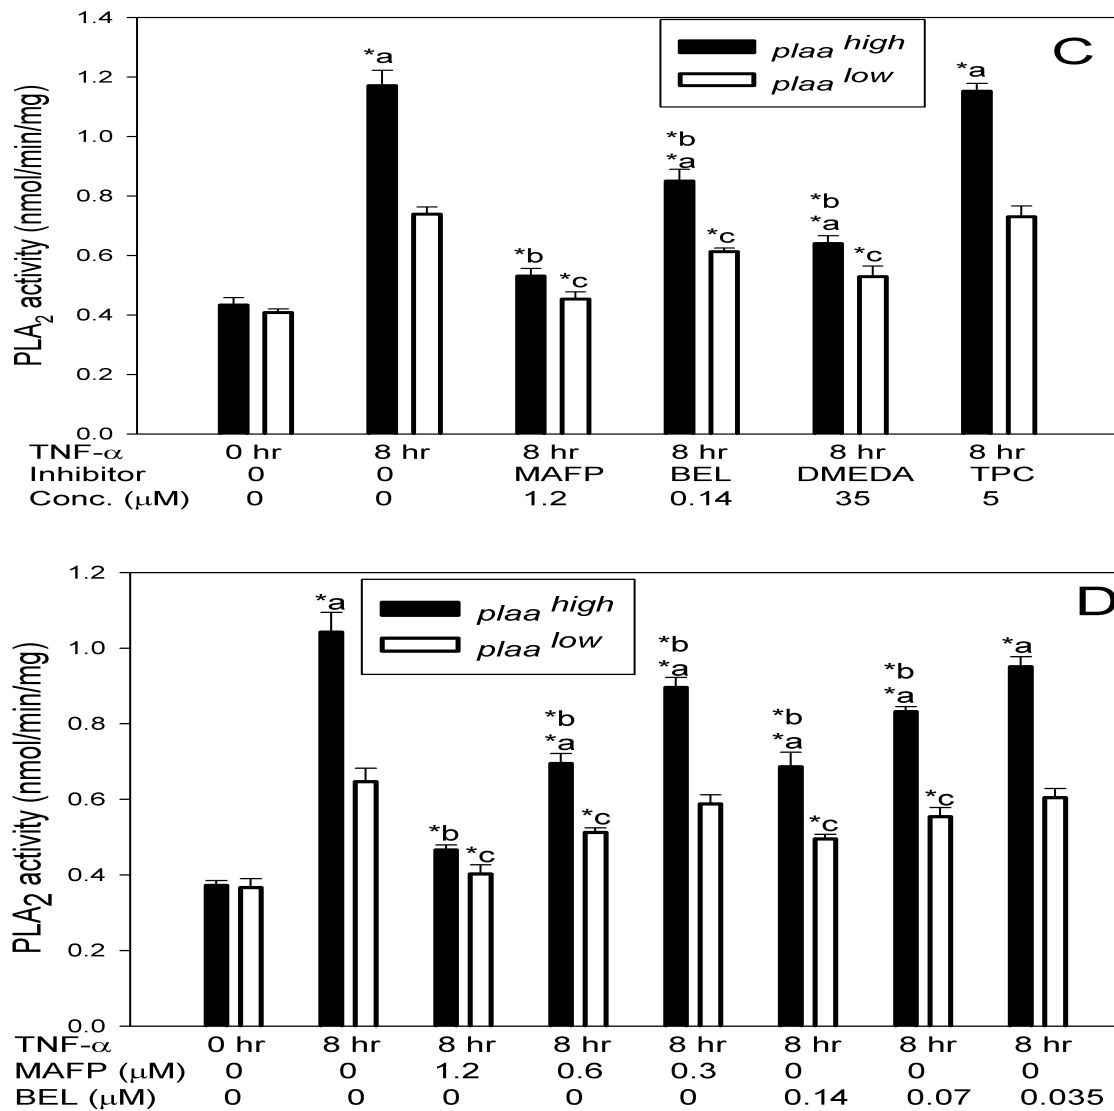 C
plaa high
plaa low
1.4
1.2
1.0
0.8
0.6
0.4
0.2
0.0
PLA2 activity (nmol/min/mg)
*a
*b
*c
*b
*a
*c
*b
*a
*c
*a
TNF-α 0 hr 8 hr 8 hr 8 hr 8 hr 8 hr
Inhibitor 0 0 MAFP BEL DMEDA TPC
Conc. (μM) 0 0 1.2 0.14 35 5
D
plaa high
plaa low
1.2
1.0
0.8
0.6
0.4
0.2
0.0
PLA2 activity (nmol/min/mg)
*a
*b
*c
*b
*a
*c
*b
*a
*b
*a
*c
*b
*a
*c
*a
TNF-α 0 hr 8 hr 8 hr 8 hr 8 hr 8 hr 8 hr 8 hr
MAFP (μM) 0 0 1.2 0.6 0.3 0 0 0
BEL (μM) 0 0 0 0 0 0.14 0.07 0.035